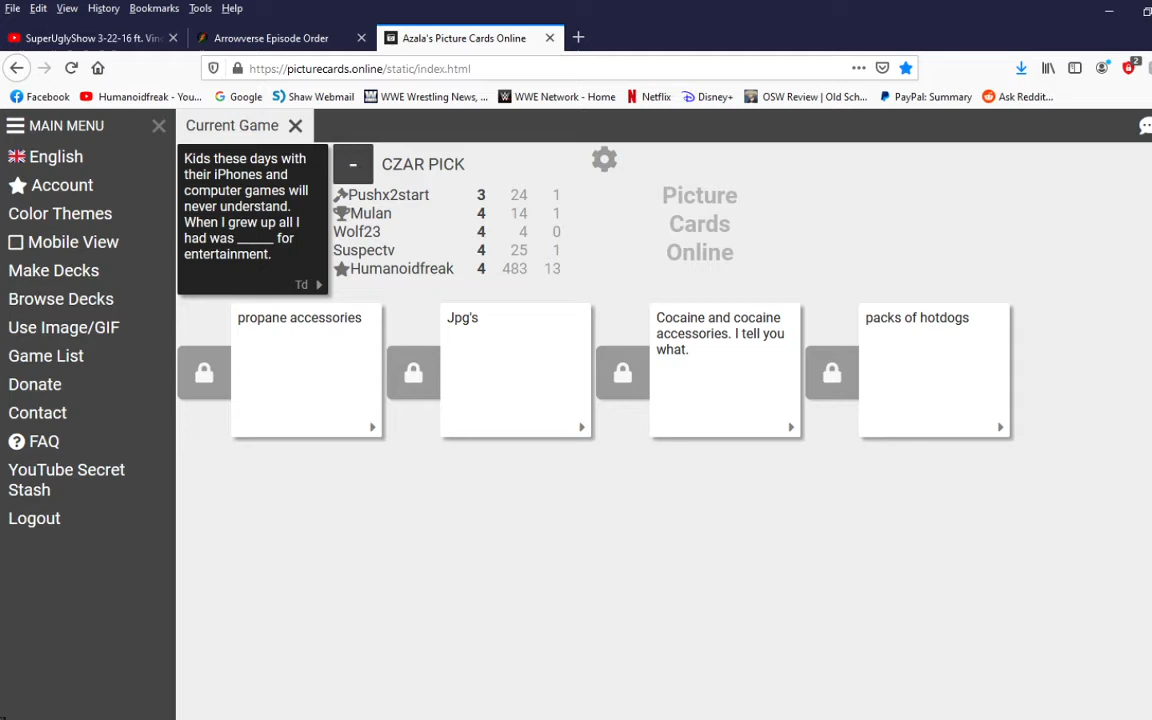 File Edit View History Bookmarks Tools Help
SuperUglyShow 3-22-16 ft. Vinc
Arrowverse Episode Order
Azala's Picture Cards Online
https://picturecards.online/static/index.html
2
Facebook
Humanoidfreak - You...
Google
Shaw Webmail
WWE Wrestling News, ...
WWE Network - Home
Netflix
Disney+
OSW Review | Old Sch...
PayPal: Summary
Ask Reddit...
MAIN MENU
Current Game
English
Account
Color Themes
Mobile View
Make Decks
Browse Decks
Use Image/GIF
Game List
Donate
Contact
FAQ
YouTube Secret
Stash
Logout
Kids these days with
their iPhones and
computer games will
never understand.
When I grew up all I
had was ______ for
entertainment.
Td
- CZAR PICK
Pushx2start 3 24 1
Mulan 4 14 1
Wolf23 4 4 0
Suspectv 4 25 1
Humanoidfreak 4 483 13
Picture
Cards
Online
propane accessories
Jpg's
Cocaine and cocaine
accessories. I tell you
what.
packs of hotdogs